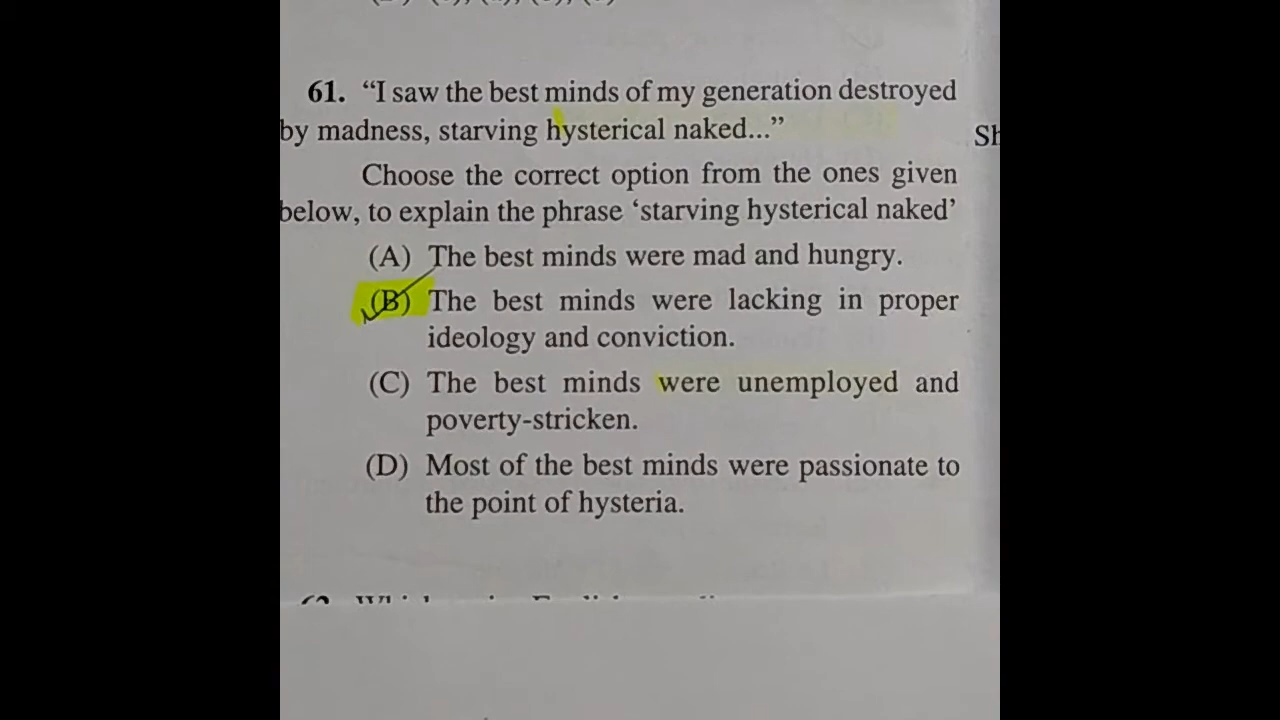 61. “I saw the best minds of my generation destroyed
by madness, starving hysterical naked...”
Sh
Choose the correct option from the ones given
below, to explain the phrase ‘starving hysterical naked’
(A) The best minds were mad and hungry.
(B) The best minds were lacking in proper
ideology and conviction.
(C) The best minds were unemployed and
poverty-stricken.
(D) Most of the best minds were passionate to
the point of hysteria.